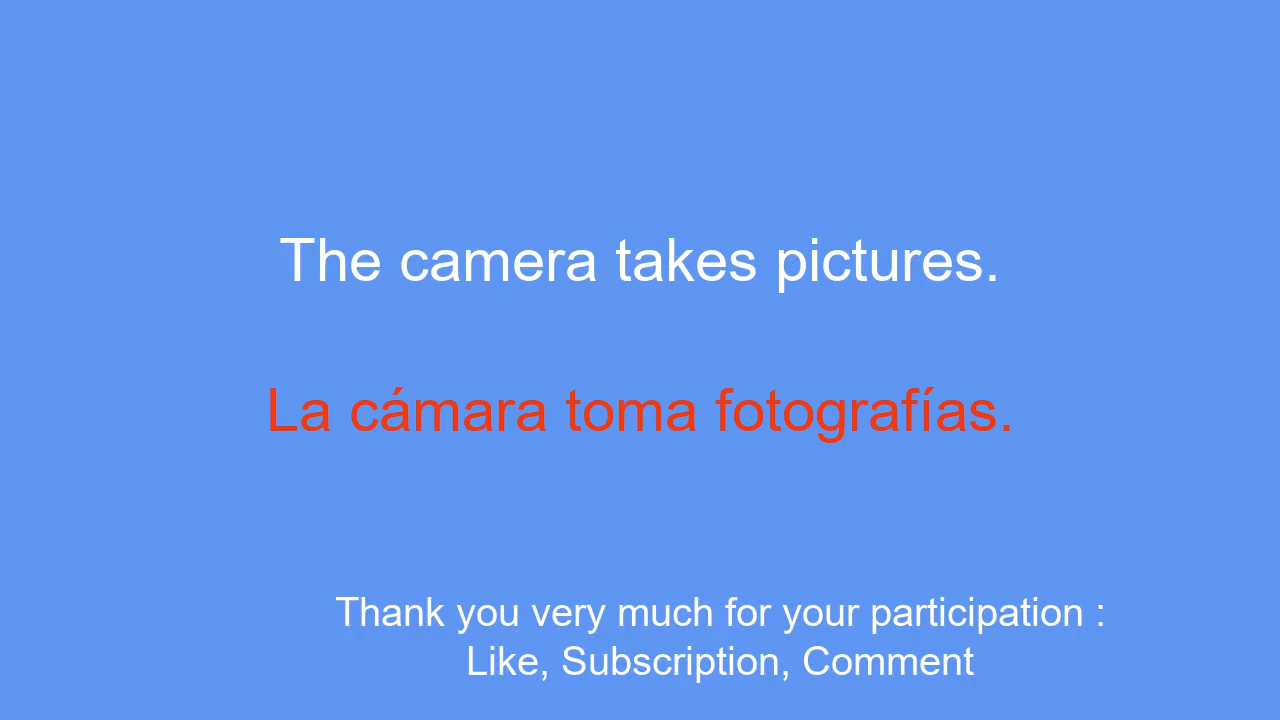 The camera takes pictures.
La cámara toma fotografías.
Thank you very much for your participation :
Like, Subscription, Comment